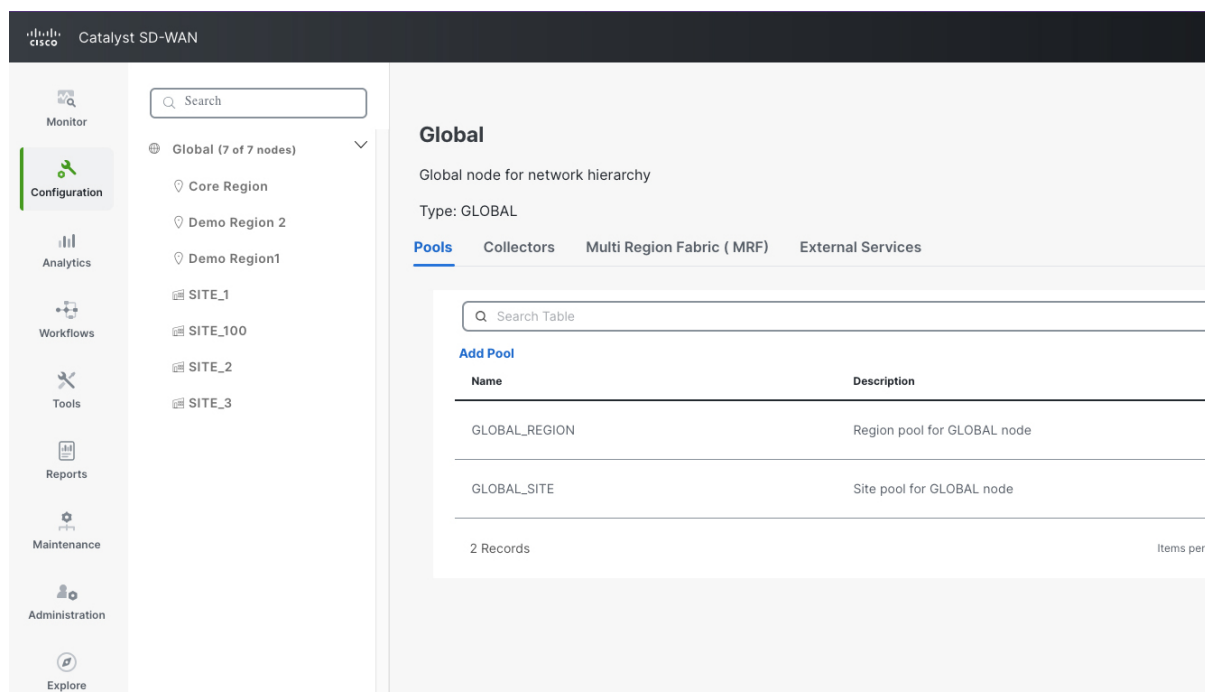 CISCO
Catalyst SD-WAN
Monitor
Configuration
Analytics
Workflows
Tools
Reports
Maintenance
Administration
Explore
Search
Global (7 of 7 nodes)
Core Region
Demo Region 2
Demo Region1
SITE_1
SITE_100
SITE_2
SITE_3
Global
Global node for network hierarchy
Type: GLOBAL
Pools Collectors Multi Region Fabric ( MRF) External Services
Search Table
Add Pool
Name Description
GLOBAL_REGION Region pool for GLOBAL node
GLOBAL_SITE Site pool for GLOBAL node
2 Records Items per